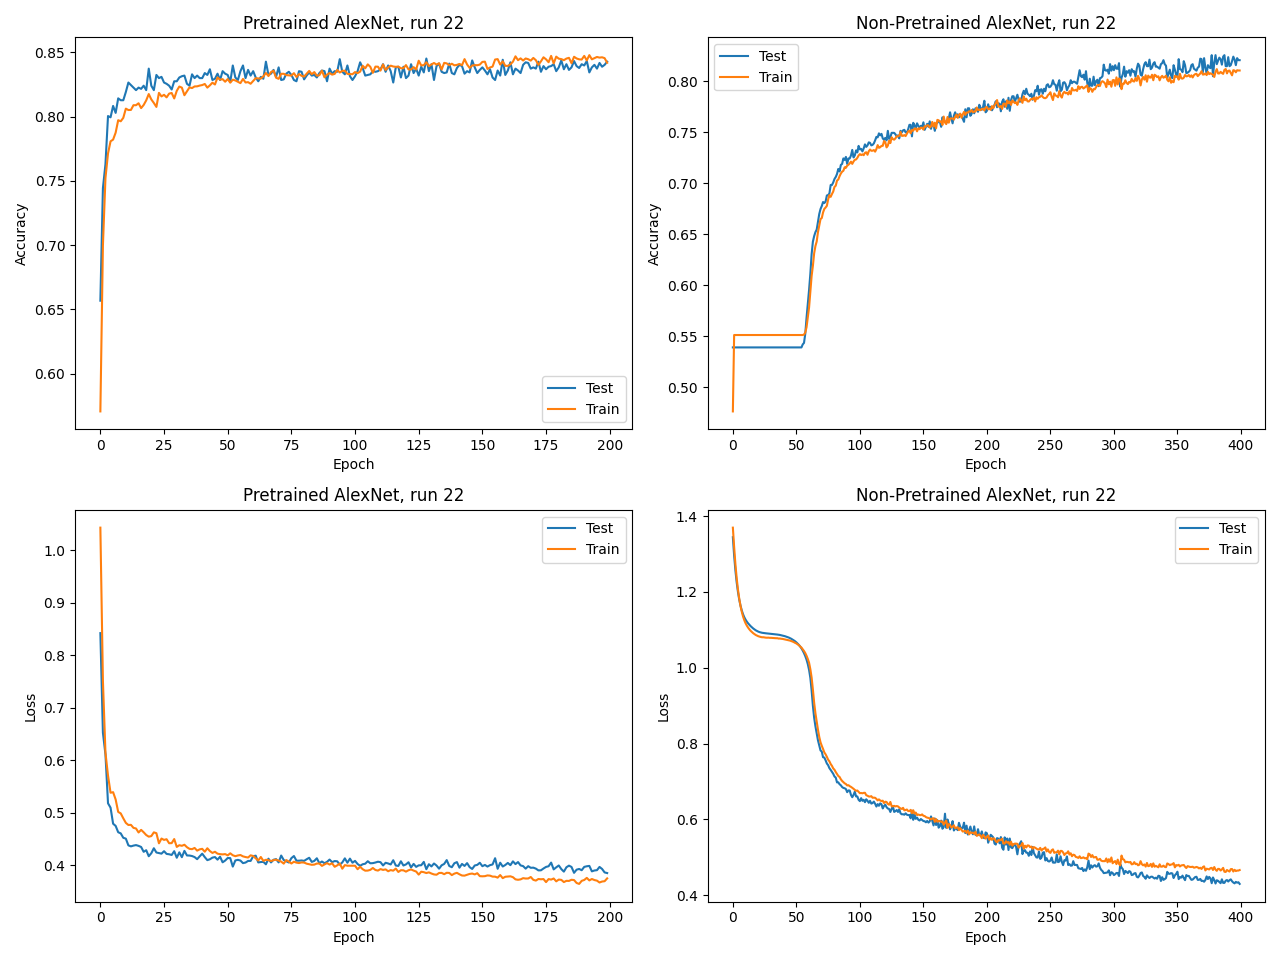 Pretrained AlexNet, run 22
0.85
0.80
0.75
0.70
0.65
0.60
Accuracy
Test
Train
0 25 50 75 100 125 150 175 200
Epoch
Non-Pretrained AlexNet, run 22
Test
Train
0.80
0.75
0.70
0.65
0.60
0.55
0.50
Accuracy
0 50 100 150 200 250 300 350 400
Epoch
Pretrained AlexNet, run 22
Test
Train
1.0
0.9
0.8
0.7
0.6
0.5
0.4
Loss
0 25 50 75 100 125 150 175 200
Epoch
Non-Pretrained AlexNet, run 22
Test
Train
1.4
1.2
1.0
0.8
0.6
0.4
Loss
0 50 100 150 200 250 300 350 400
Epoch